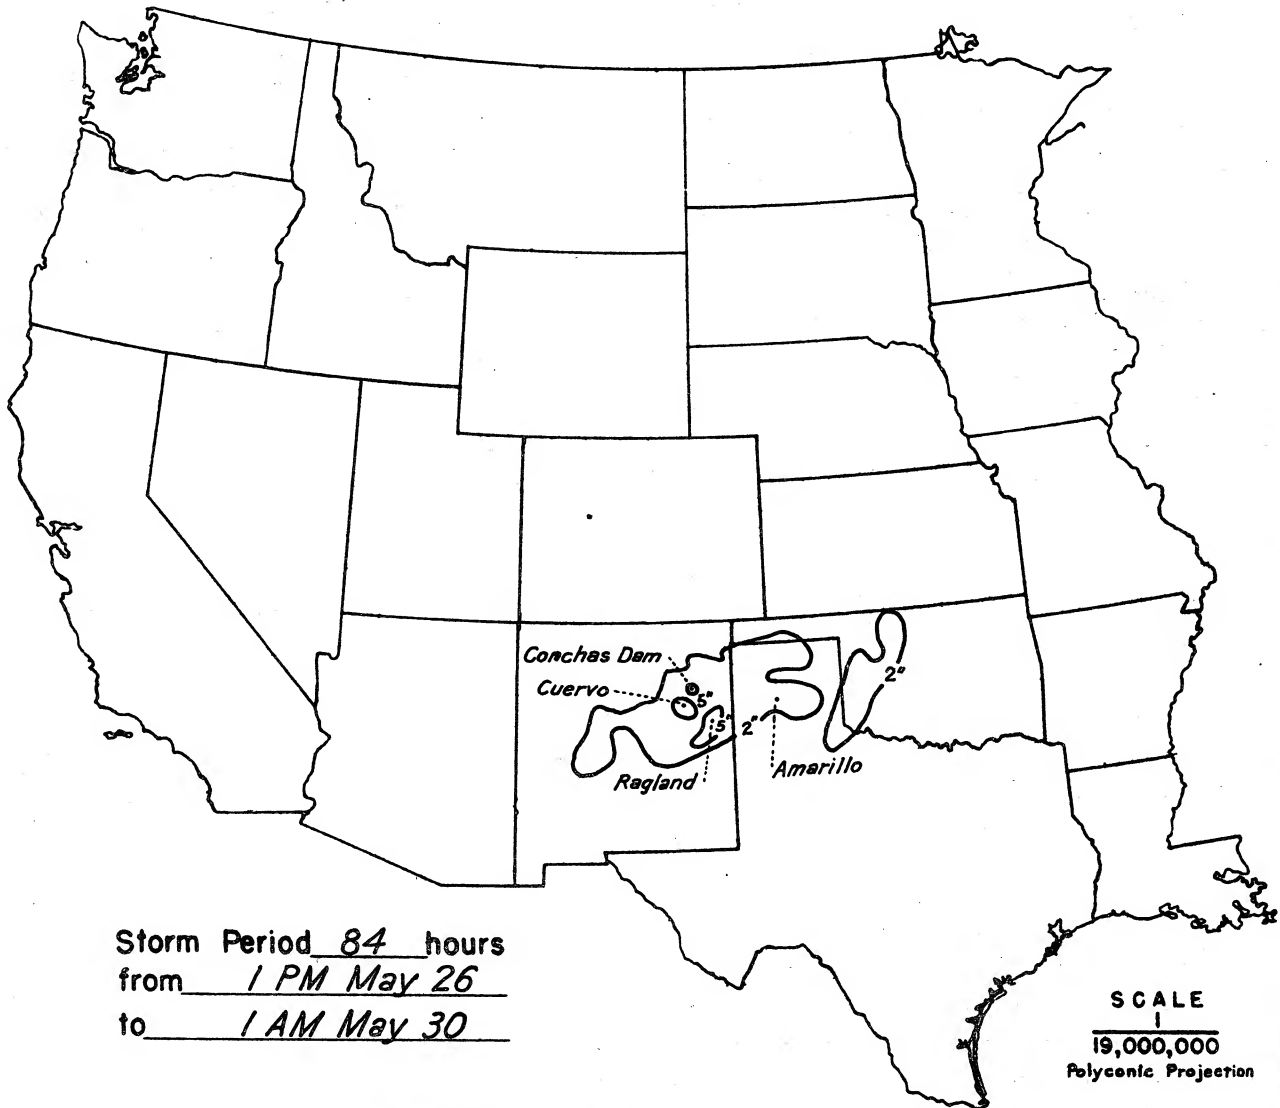 Conchas Dam
Cuervo
5"
5"
2"
2"
Ragland
Amarillo
Storm Period 84 hours
from 1 PM May 26
to 1 AM May 30
SCALE
1
19,000,000
Polyconic Projection